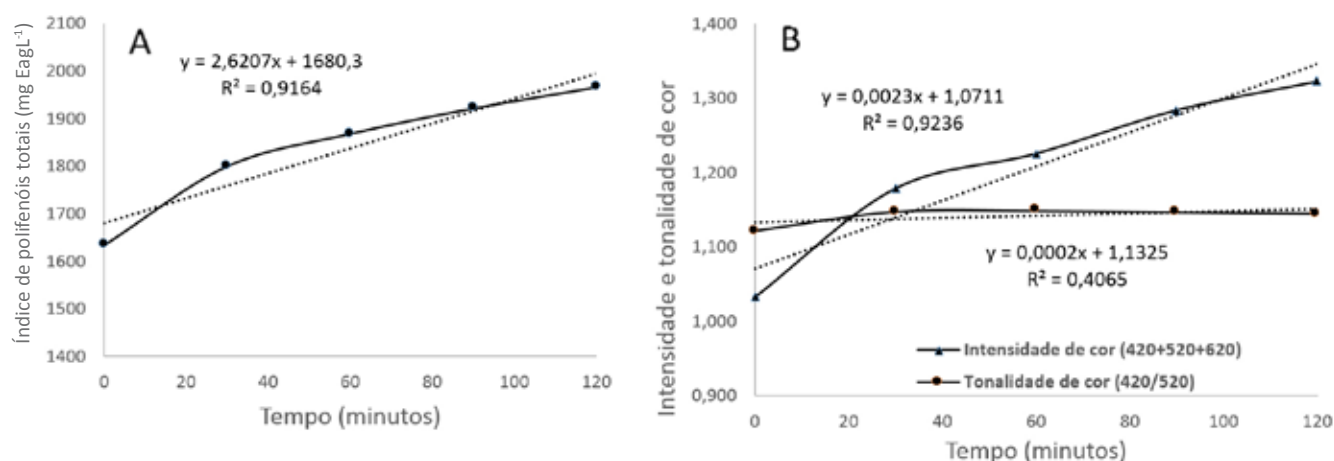 A
y = 2,6207x + 1680,3
R² = 0,9164
Índice de polifenóis totais (mg EagL⁻¹)
2100
2000
1900
1800
1700
1600
1500
1400
0 20 40 60 80 100 120
Tempo (minutos)
B
y = 0,0023x + 1,0711
R² = 0,9236
y = 0,0002x + 1,1325
R² = 0,4065
Intensidade e tonalidade de cor
1,400
1,300
1,200
1,100
1,000
0,900
Intensidade de cor (420+520+620)
Tonalidade de cor (420/520)
0 20 40 60 80 100 120
Tempo (minutos)